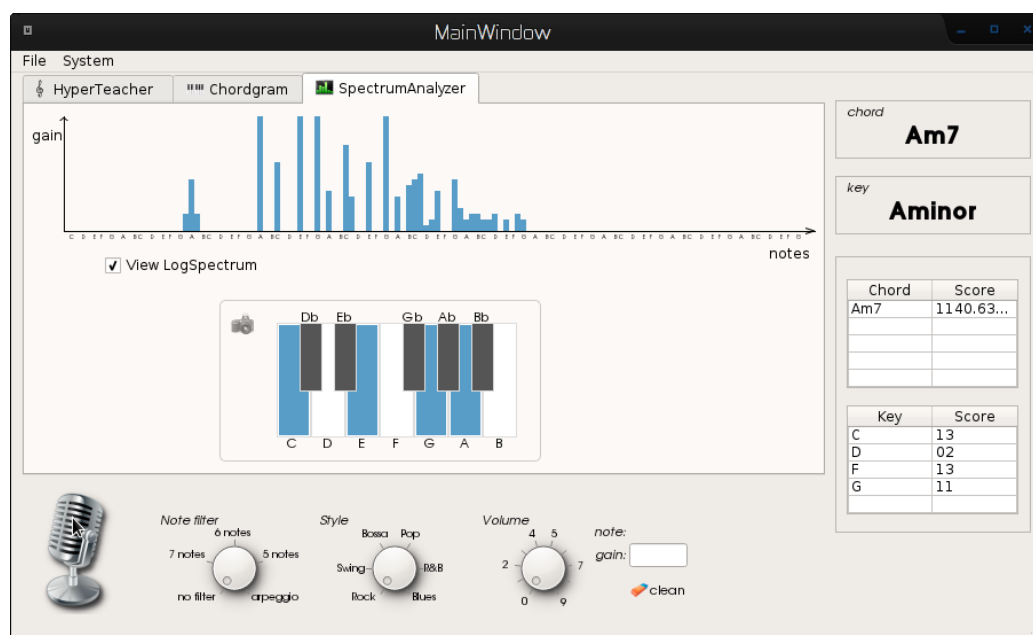 MainWindow
File System
HyperTeacher Chordgram SpectrumAnalyzer
gain
notes
View LogSpectrum
Db Eb Gb Ab Bb
C D E F G A B
chord
Am7
key
Aminor
Chord Score
Am7 1140.63...
Key Score
C 13
D 02
F 13
G 11
Note filter
6 notes
7 notes 5 notes
no filter arpeggio
Style
Bossa Pop
Swing R&B
Rock Blues
Volume
4 5
2 7
0 9
note:
gain:
clean